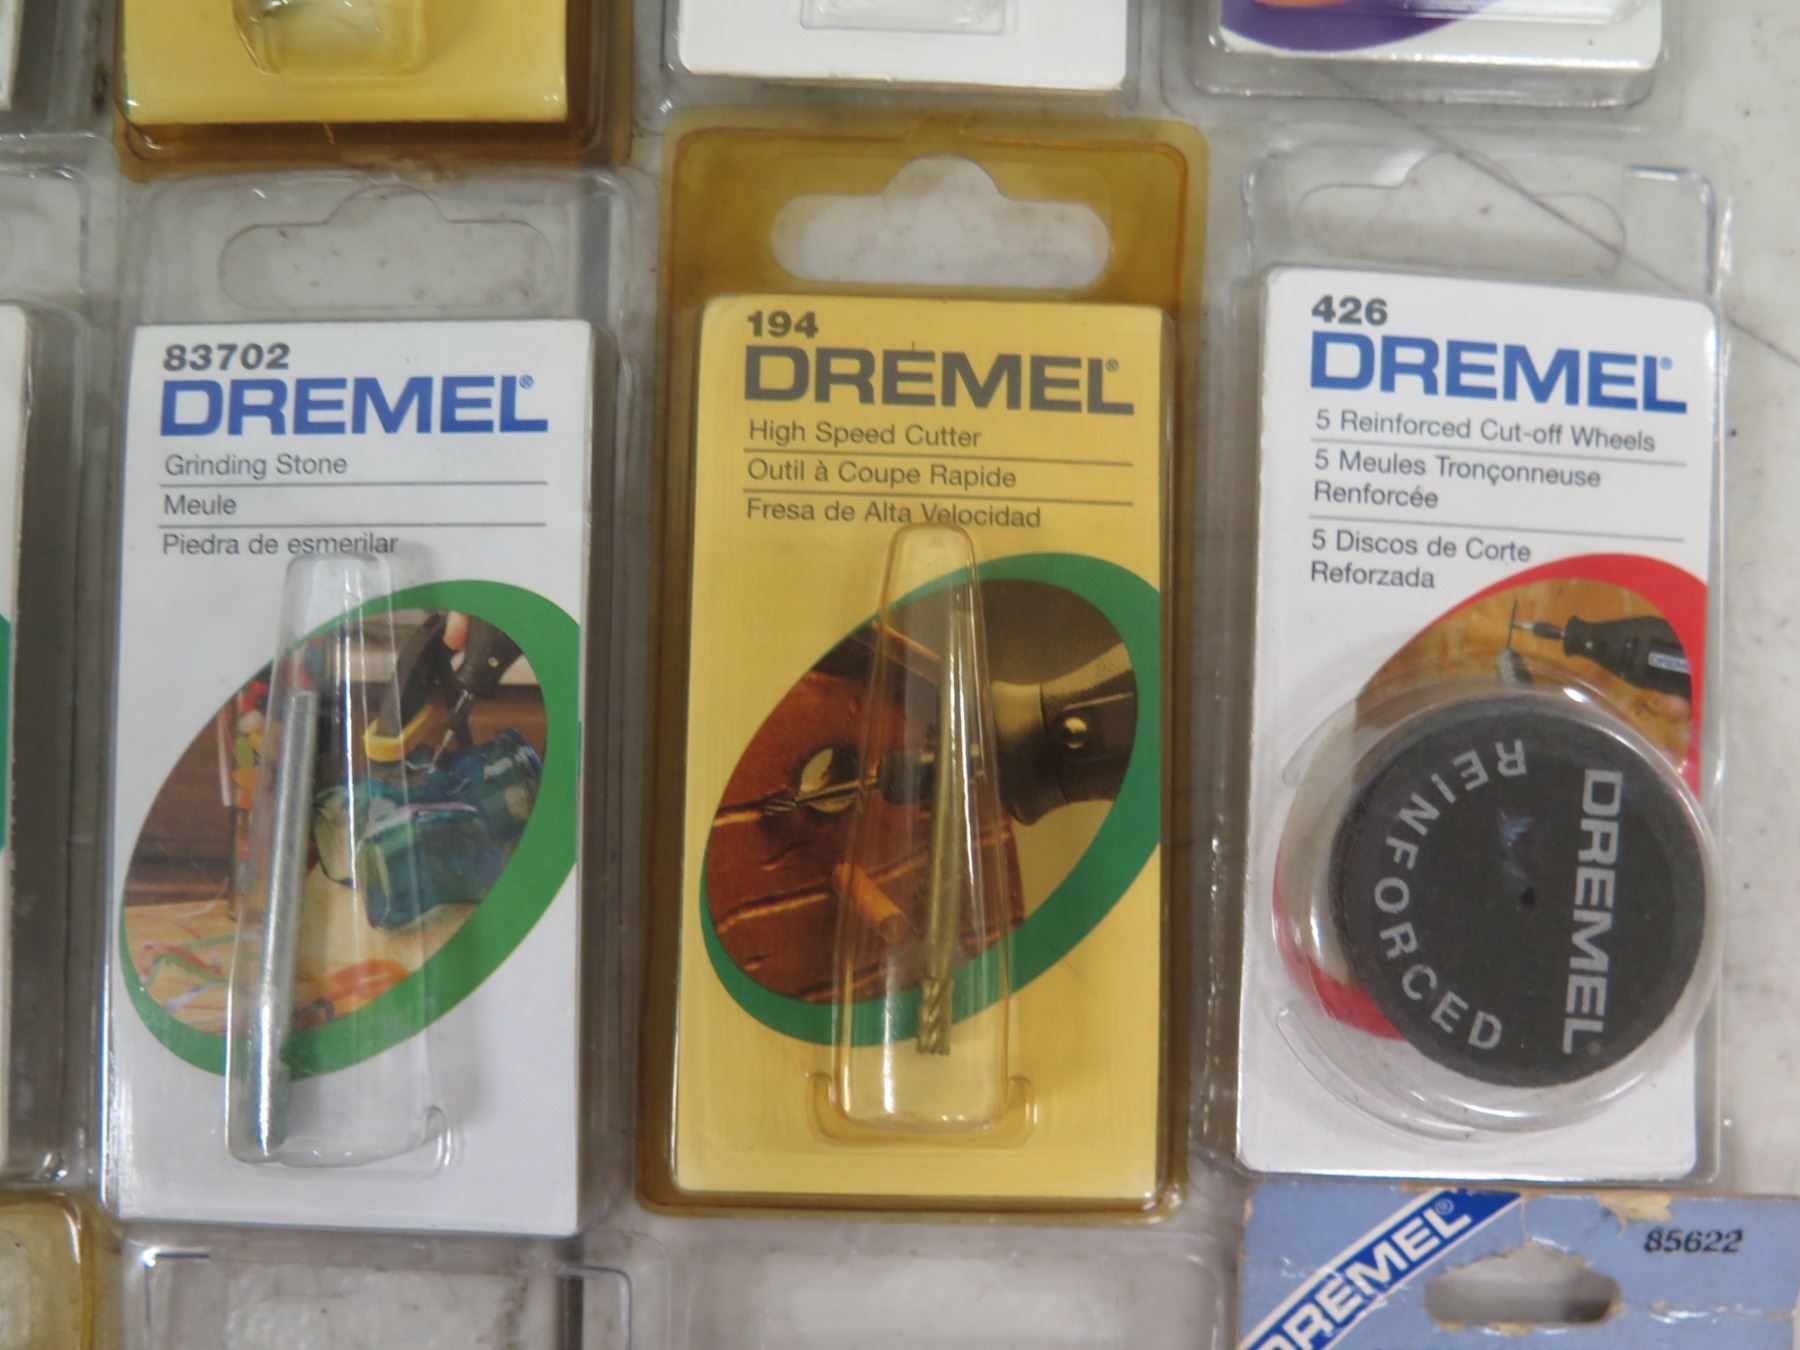 83702
DREMEL®
Grinding Stone
Meule
Piedra de esmerilar
194
DREMEL®
High Speed Cutter
Outil à Coupe Rapide
Fresa de Alta Velocidad
426
DREMEL®
5 Reinforced Cut-off Wheels
5 Meules Tronçonneuse
Renforcée
5 Discos de Corte
Reforzada
DREMEL
REINFORCED
DREMEL®
DREMEL®
85622